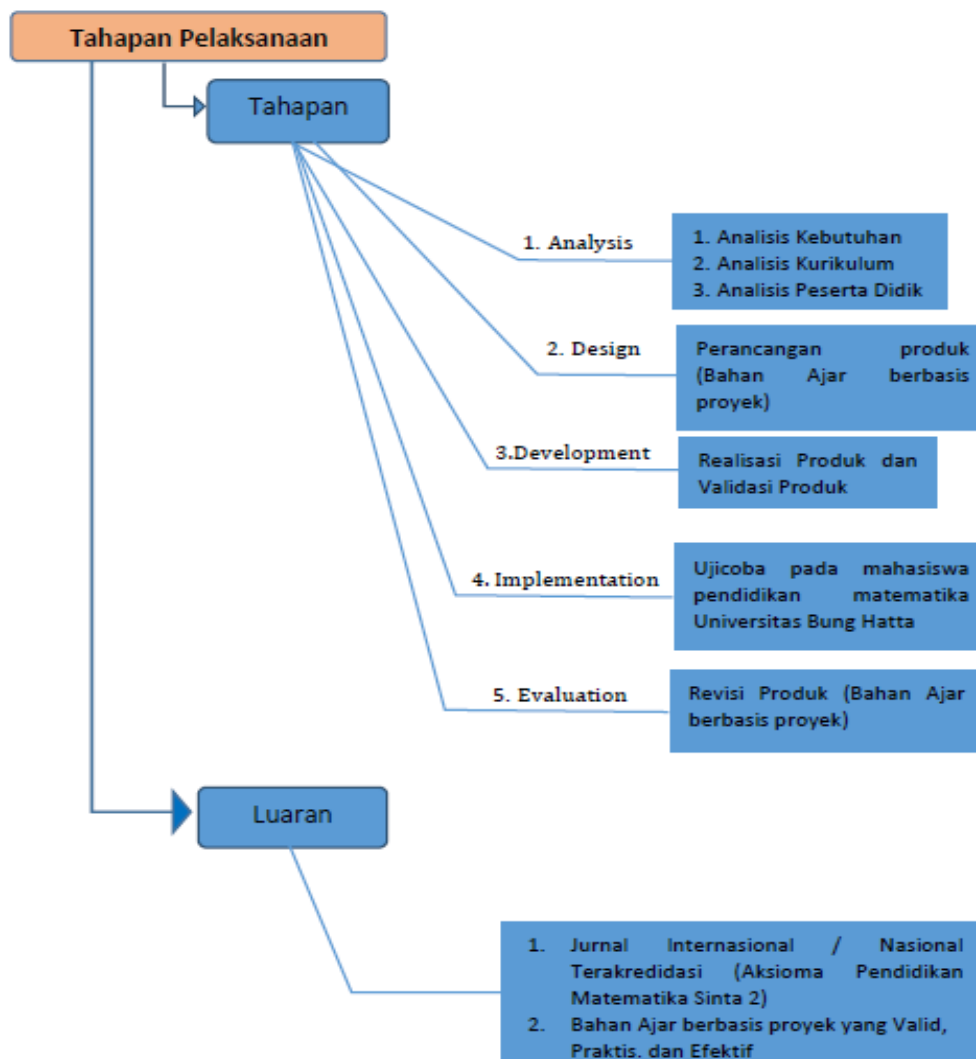 Tahapan Pelaksanaan
Tahapan
1. Analysis
1. Analisis Kebutuhan
2. Analisis Kurikulum
3. Analisis Peserta Didik
2. Design
Perancangan produk
(Bahan Ajar berbasis
proyek)
3.Development
Realisasi Produk dan
Validasi Produk
4. Implementation
Ujicoba pada mahasiswa
pendidikan matematika
Universitas Bung Hatta
5. Evaluation
Revisi Produk (Bahan Ajar
berbasis proyek)
Luaran
1. Jurnal Internasional / Nasional
Terakredidasi (Aksioma Pendidikan
Matematika Sinta 2)
2. Bahan Ajar berbasis proyek yang Valid,
Praktis. dan Efektif